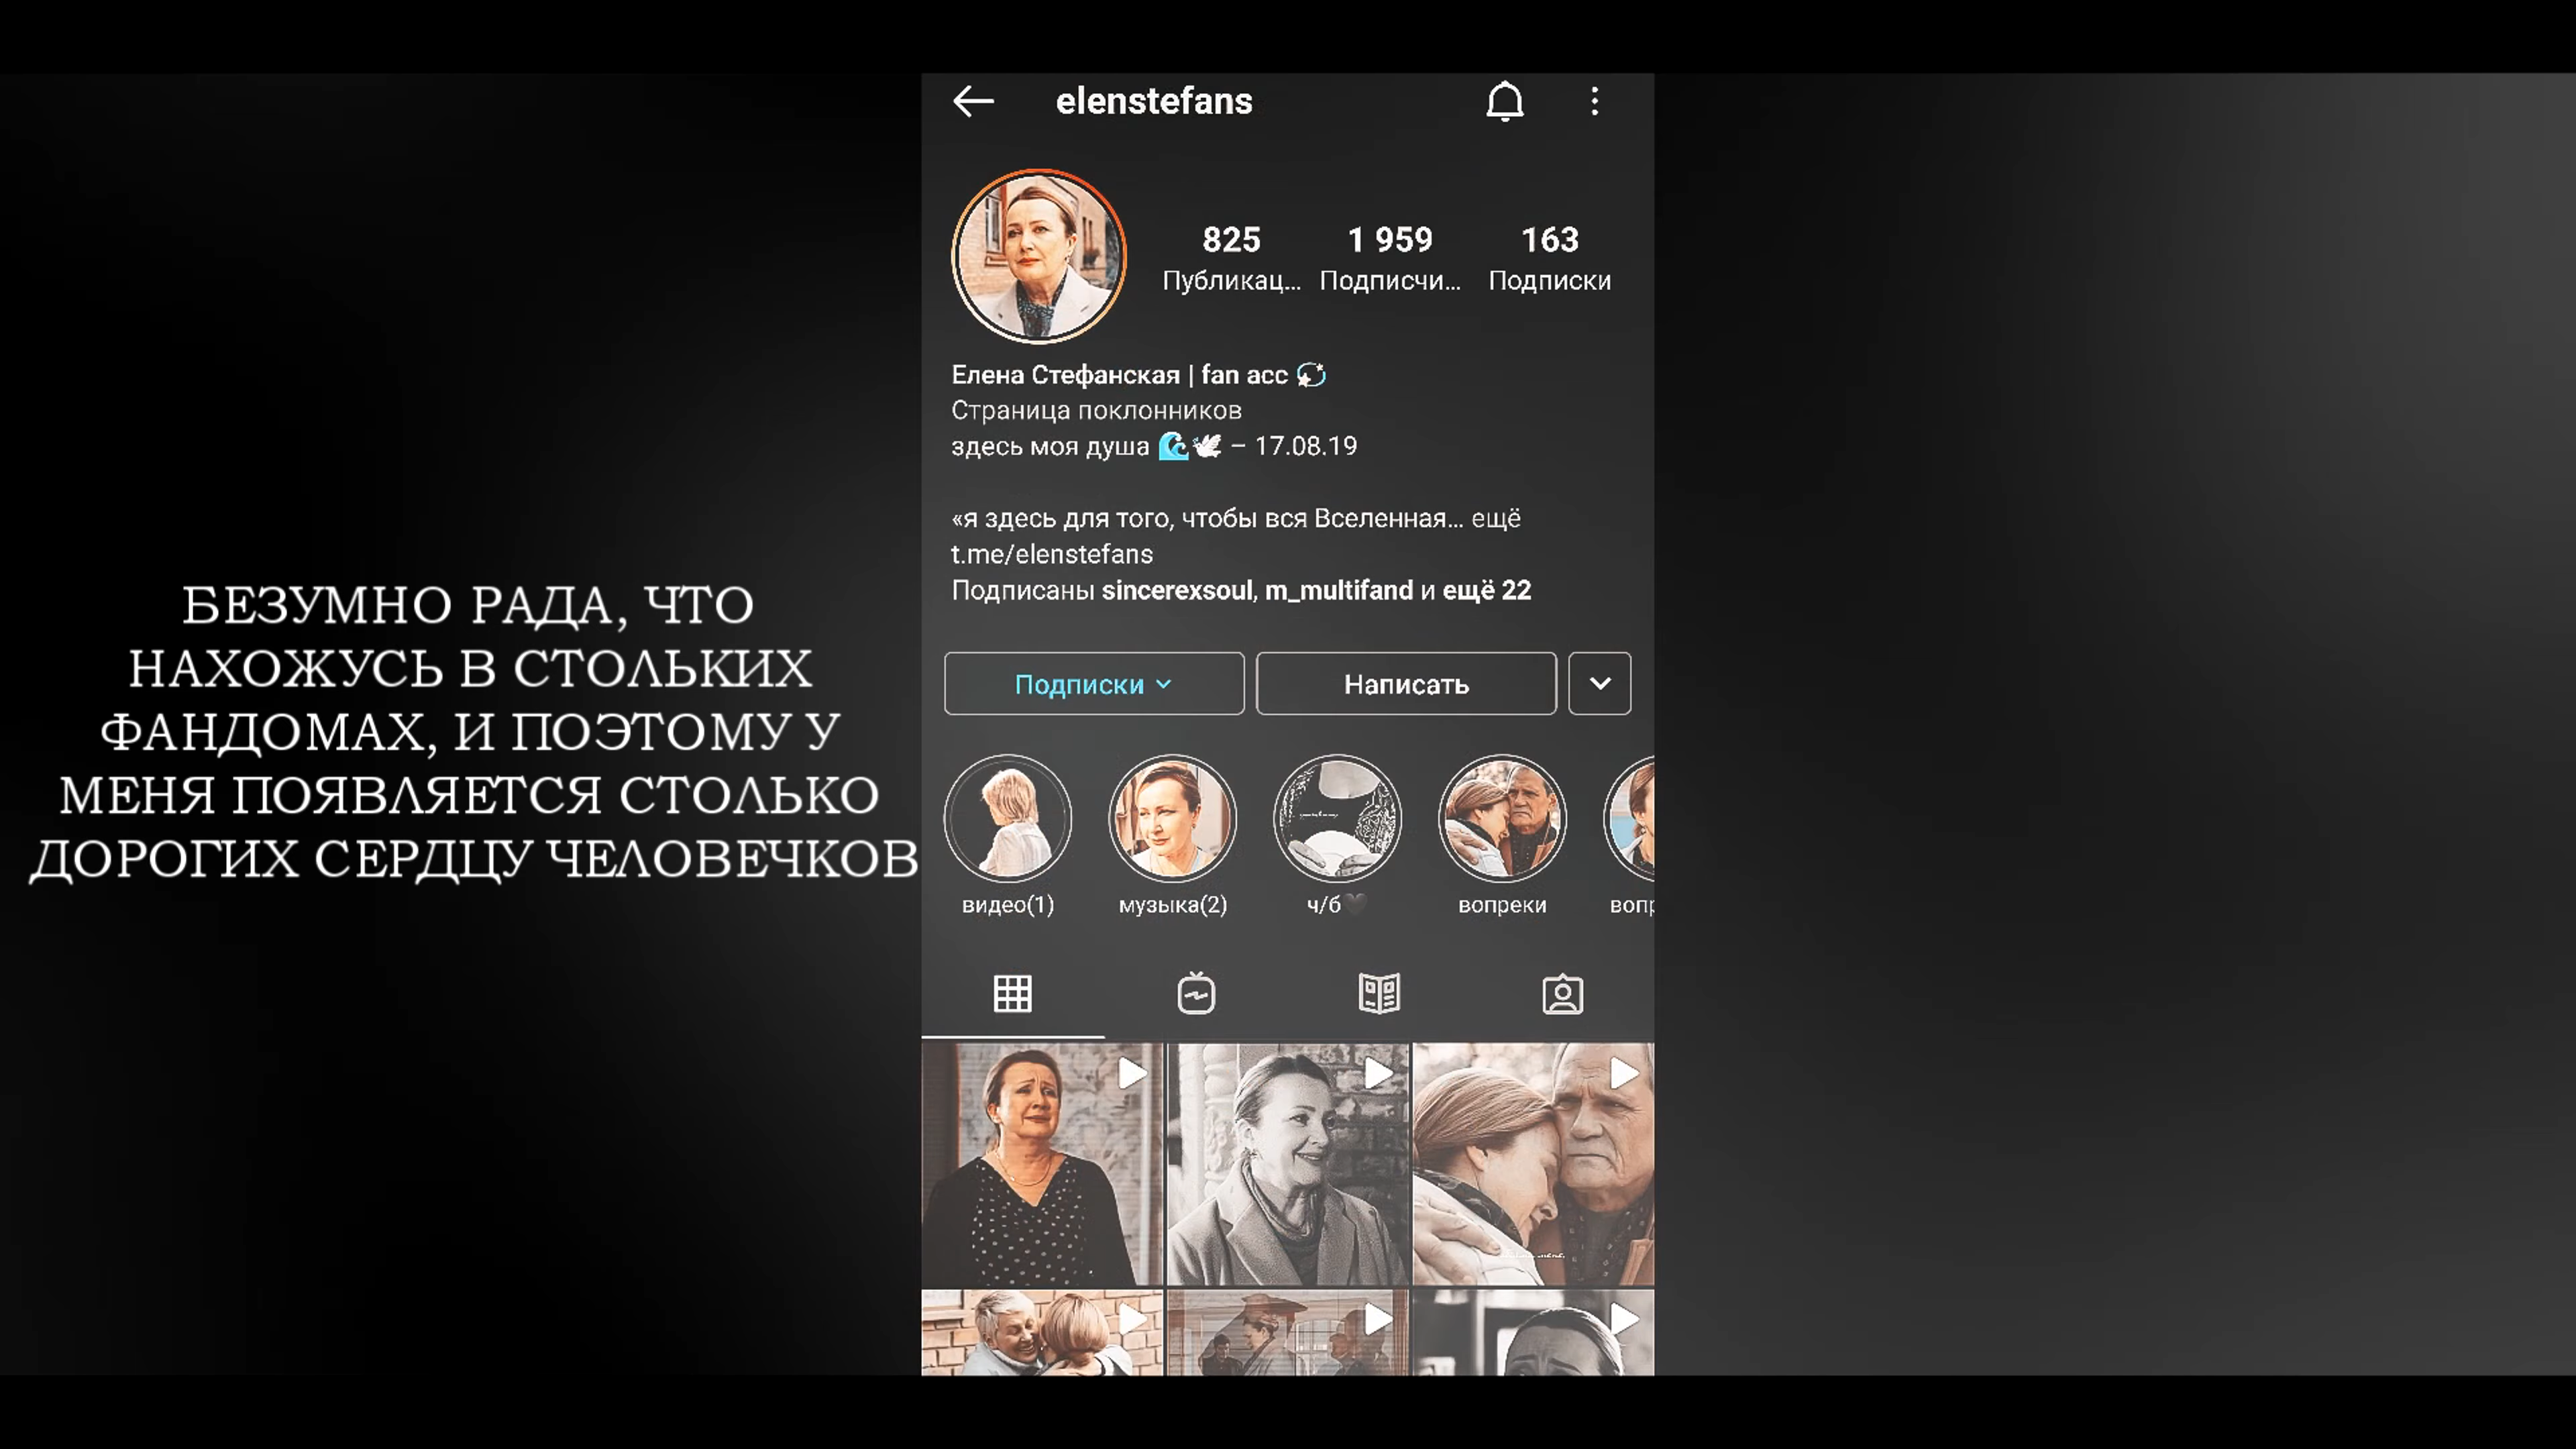 БЕЗУМНО РАДА, ЧТО
НАХОЖУСЬ В СТОЛЬКИХ
ФАНДОМАХ, И ПОЭТОМУ У
МЕНЯ ПОЯВЛЯЕТСЯ СТОЛЬКО
ДОРОГИХ СЕРДЦУ ЧЕЛОВЕЧКОВ
elenstefans
825 1 959 163
Публикац... Подписчи... Подписки
Елена Стефанская | fan acc 💫
Страница поклонников
здесь моя душа 🌊🕊 – 17.08.19
«я здесь для того, чтобы вся Вселенная... ещё
t.me/elenstefans
Подписаны sincerexsoul, m_multifand и ещё 22
Подписки Написать
видео(1) музыка(2) ч/б🖤 вопреки вопр